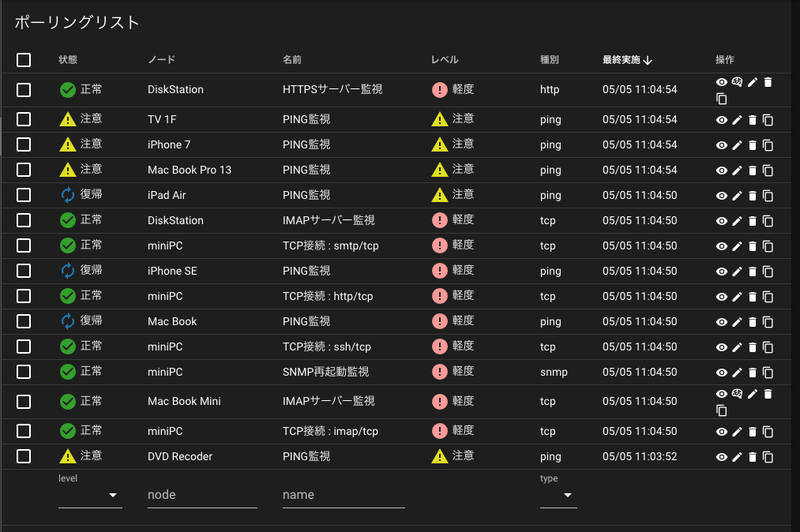 ポーリングリスト
状態 ノード 名前 レベル 種別 最終実施 操作
正常 DiskStation HTTPSサーバー監視 軽度 http 05/05 11:04:54
注意 TV 1F PING監視 注意 ping 05/05 11:04:54
注意 iPhone 7 PING監視 注意 ping 05/05 11:04:54
注意 Mac Book Pro 13 PING監視 注意 ping 05/05 11:04:54
復帰 iPad Air PING監視 注意 ping 05/05 11:04:50
正常 DiskStation IMAPサーバー監視 軽度 tcp 05/05 11:04:50
正常 miniPC TCP接続 : smtp/tcp 軽度 tcp 05/05 11:04:50
復帰 iPhone SE PING監視 軽度 ping 05/05 11:04:50
正常 miniPC TCP接続 : http/tcp 軽度 tcp 05/05 11:04:50
復帰 Mac Book PING監視 軽度 ping 05/05 11:04:50
正常 miniPC TCP接続 : ssh/tcp 軽度 tcp 05/05 11:04:50
正常 miniPC SNMP再起動監視 軽度 snmp 05/05 11:04:50
正常 Mac Book Mini IMAPサーバー監視 軽度 tcp 05/05 11:04:50
正常 miniPC TCP接続 : imap/tcp 軽度 tcp 05/05 11:04:50
注意 DVD Recoder PING監視 注意 ping 05/05 11:03:52
level node name type